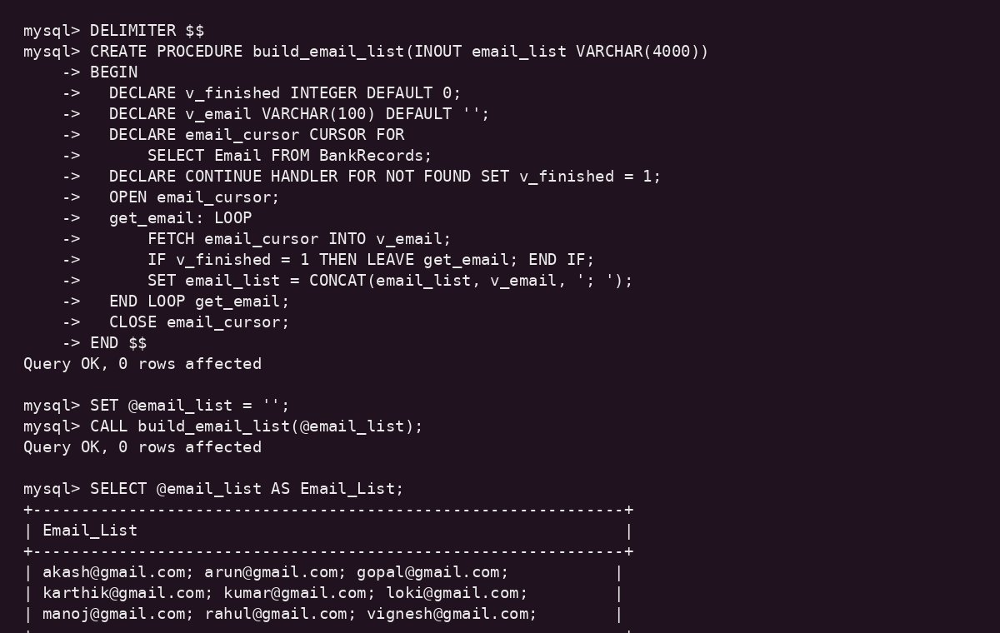 mysql> DELIMITER $$
mysql> CREATE PROCEDURE build_email_list(INOUT email_list VARCHAR(4000))
    -> BEGIN
    ->   DECLARE v_finished INTEGER DEFAULT 0;
    ->   DECLARE v_email VARCHAR(100) DEFAULT '';
    ->   DECLARE email_cursor CURSOR FOR
    ->       SELECT Email FROM BankRecords;
    ->   DECLARE CONTINUE HANDLER FOR NOT FOUND SET v_finished = 1;
    ->   OPEN email_cursor;
    ->   get_email: LOOP
    ->       FETCH email_cursor INTO v_email;
    ->       IF v_finished = 1 THEN LEAVE get_email; END IF;
    ->       SET email_list = CONCAT(email_list, v_email, '; ');
    ->   END LOOP get_email;
    ->   CLOSE email_cursor;
    -> END $$
Query OK, 0 rows affected

mysql> SET @email_list = '';
mysql> CALL build_email_list(@email_list);
Query OK, 0 rows affected

mysql> SELECT @email_list AS Email_List;
+--------------------------------------------------------------+
| Email_List                                                   |
+--------------------------------------------------------------+
| akash@gmail.com; arun@gmail.com; gopal@gmail.com;           |
| karthik@gmail.com; kumar@gmail.com; loki@gmail.com;         |
| manoj@gmail.com; rahul@gmail.com; vignesh@gmail.com;        |